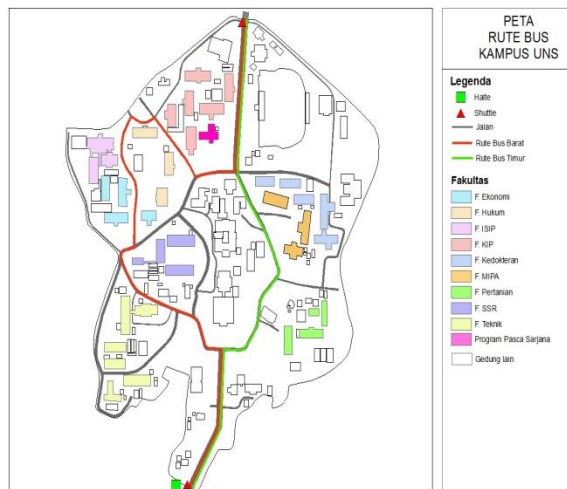 PETA
RUTE BUS
KAMPUS UNS
Legenda
Halte
Shuttle
Jalan
Rute Bus Barat
Rute Bus Timur
Fakultas
F. Ekonomi
F. Hukum
F. ISIP
F. KIP
F. Kedokteran
F. MIPA
F. Pertanian
F. SSR
F. Teknik
Program Pasca Sarjana
Gedung lain